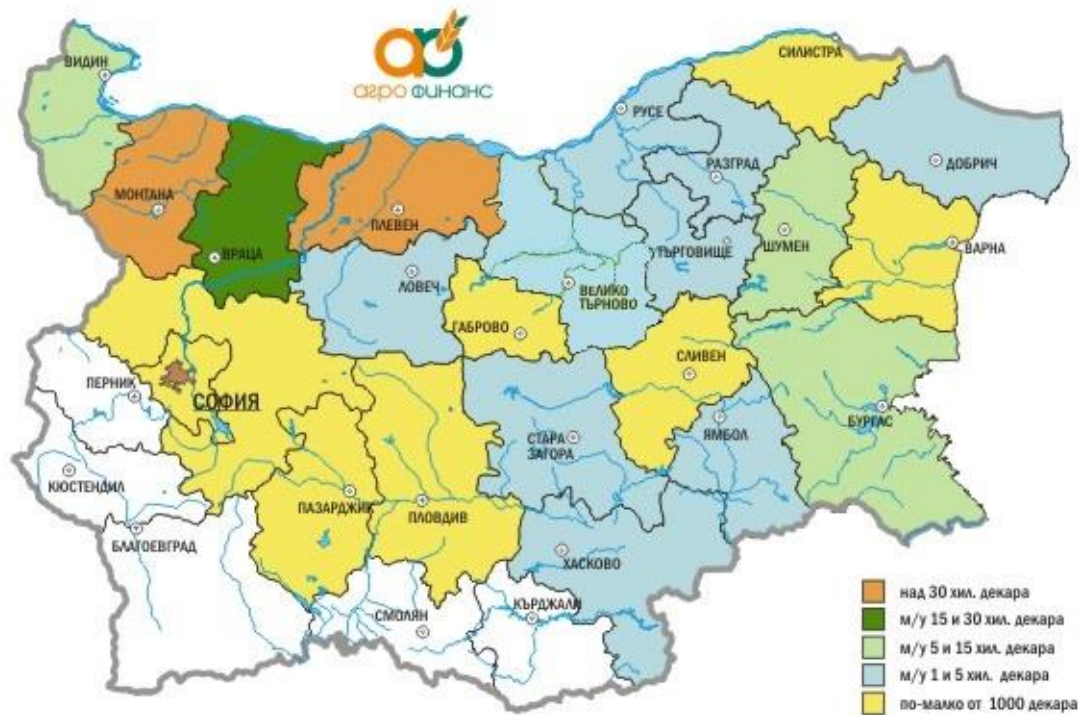 агро финанс
СИЛИСТРА
ВИДИН
РУСЕ
РАЗГРАД
ДОБРИЧ
МОНТАНА
ПЛЕВЕН
ВРАЦА
ЛОВЕЧ
ТЪРГОВИЩЕ
ШУМЕН
ВАРНА
ВЕЛИКО
ТЪРНОВО
ГАБРОВО
СЛИВЕН
ПЕРНИК
СОФИЯ
СТАРА
ЗАГОРА
ЯМБОЛ
БУРГАС
КЮСТЕНДИЛ
ПАЗАРДЖИК
ПЛОВДИВ
БЛАГОЕВГРАД
ХАСКОВО
СМОЛЯН
КЪРДЖАЛИ
над 30 хил. декара
м/у 15 и 30 хил. декара
м/у 5 и 15 хил. декара
м/у 1 и 5 хил. декара
по-малко от 1000 декара